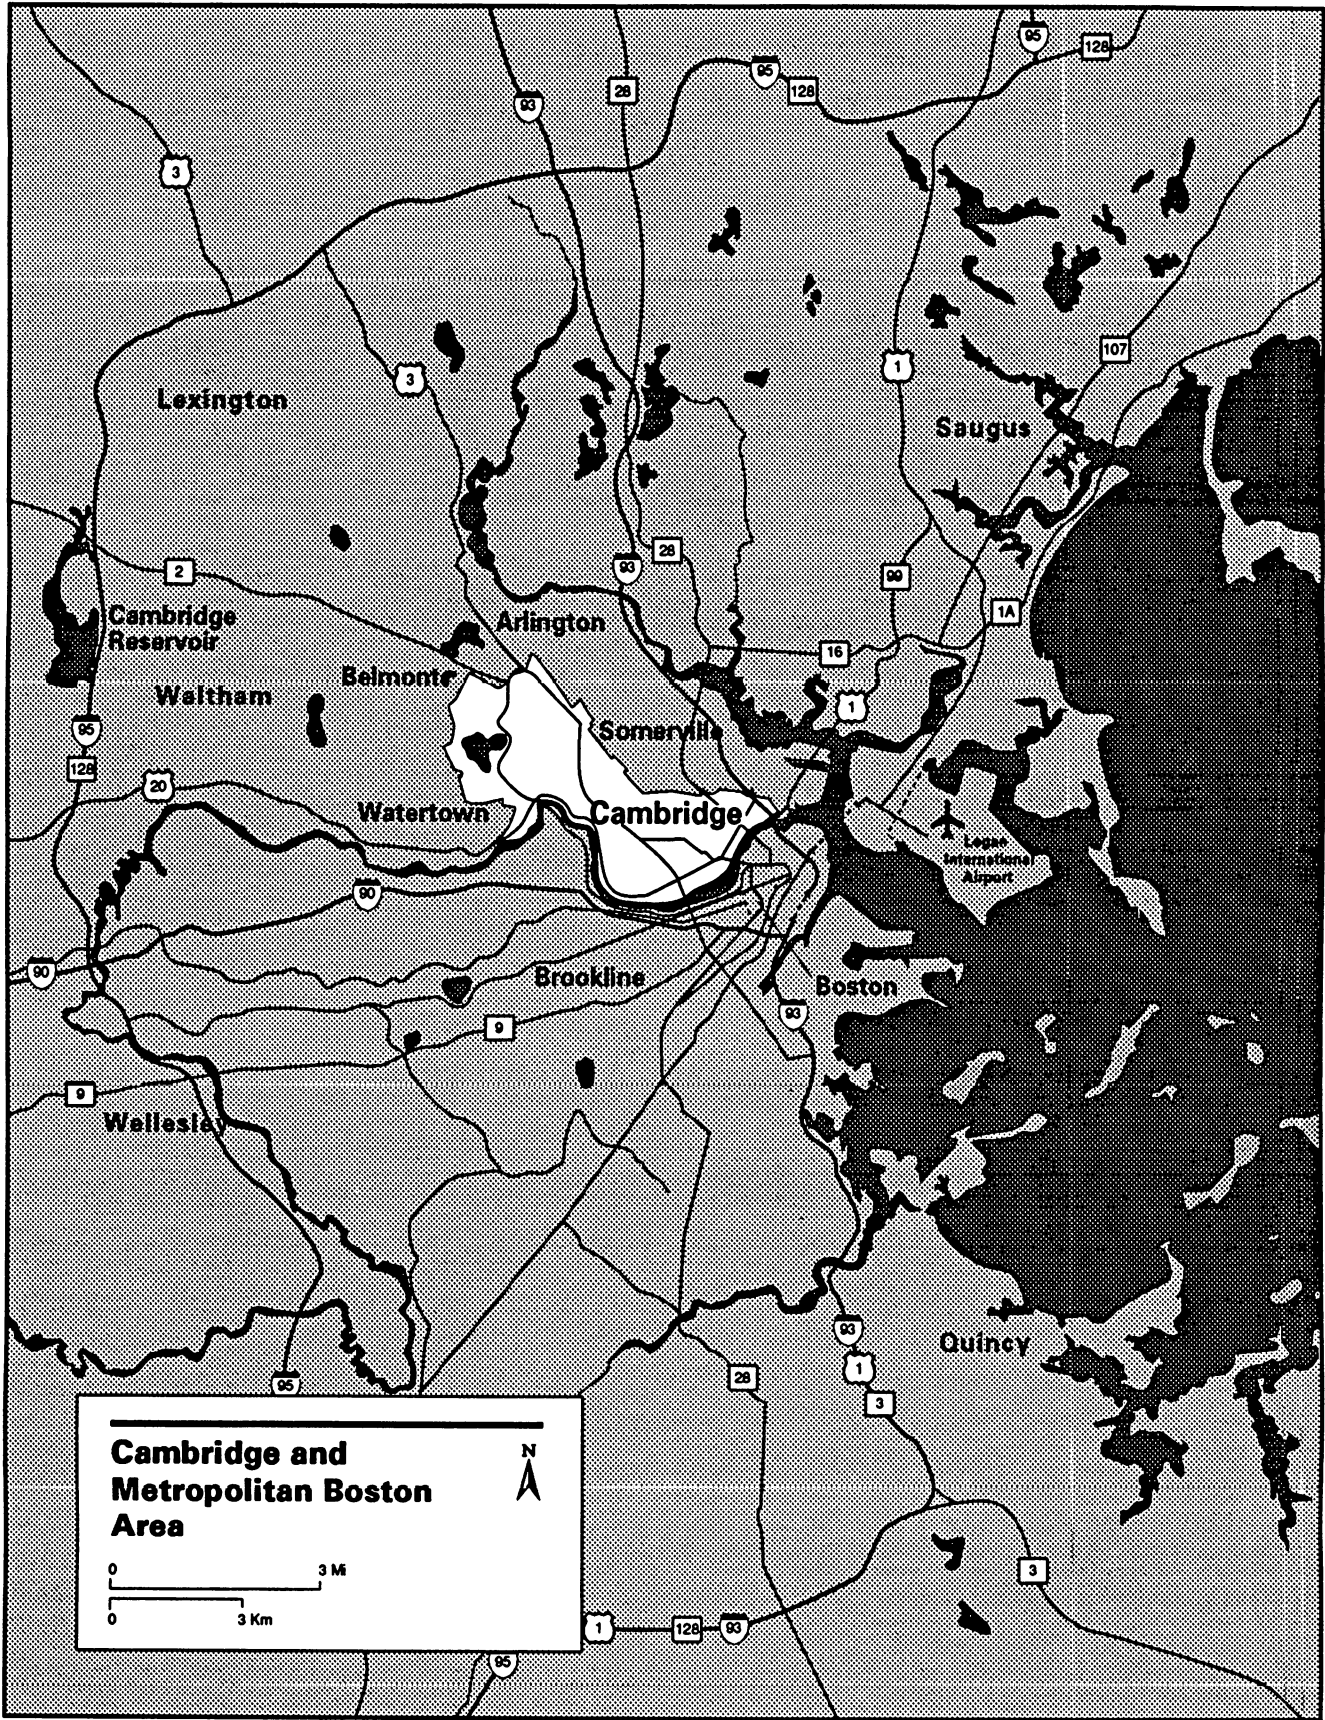 95
128
95
128
28
93
3
107
1
3
Lexington
Saugus
28
93
99
2
1A
Cambridge
Reservoir
Arlington
16
Belmont
Waltham
1
95
Somerville
128
20
Watertown
Cambridge
Logan
International
Airport
90
90
Brookline
Boston
93
9
9
Wellesley
93
Quincy
1
28
95
3
Cambridge and
Metropolitan Boston
Area
N
0 3 Mi
0 3 Km
3
1
128
93
95